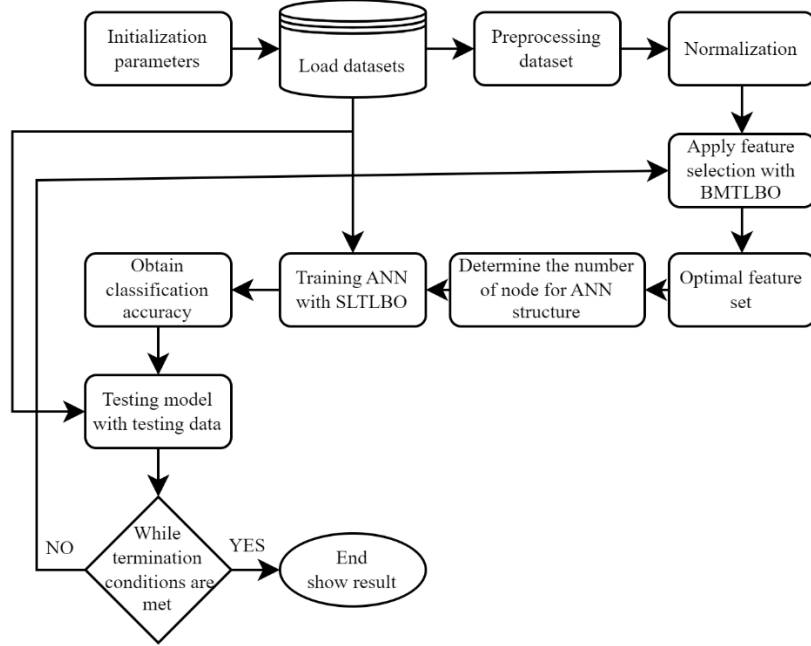 Initialization
parameters
Load datasets
Preprocessing
dataset
Normalization
Apply feature
selection with
BMTLBO
Obtain
classification
accuracy
Training ANN
with SLTLBO
Determine the number
of node for ANN
structure
Optimal feature
set
Testing model
with testing data
NO
While
termination
conditions are
met
YES
End
show result